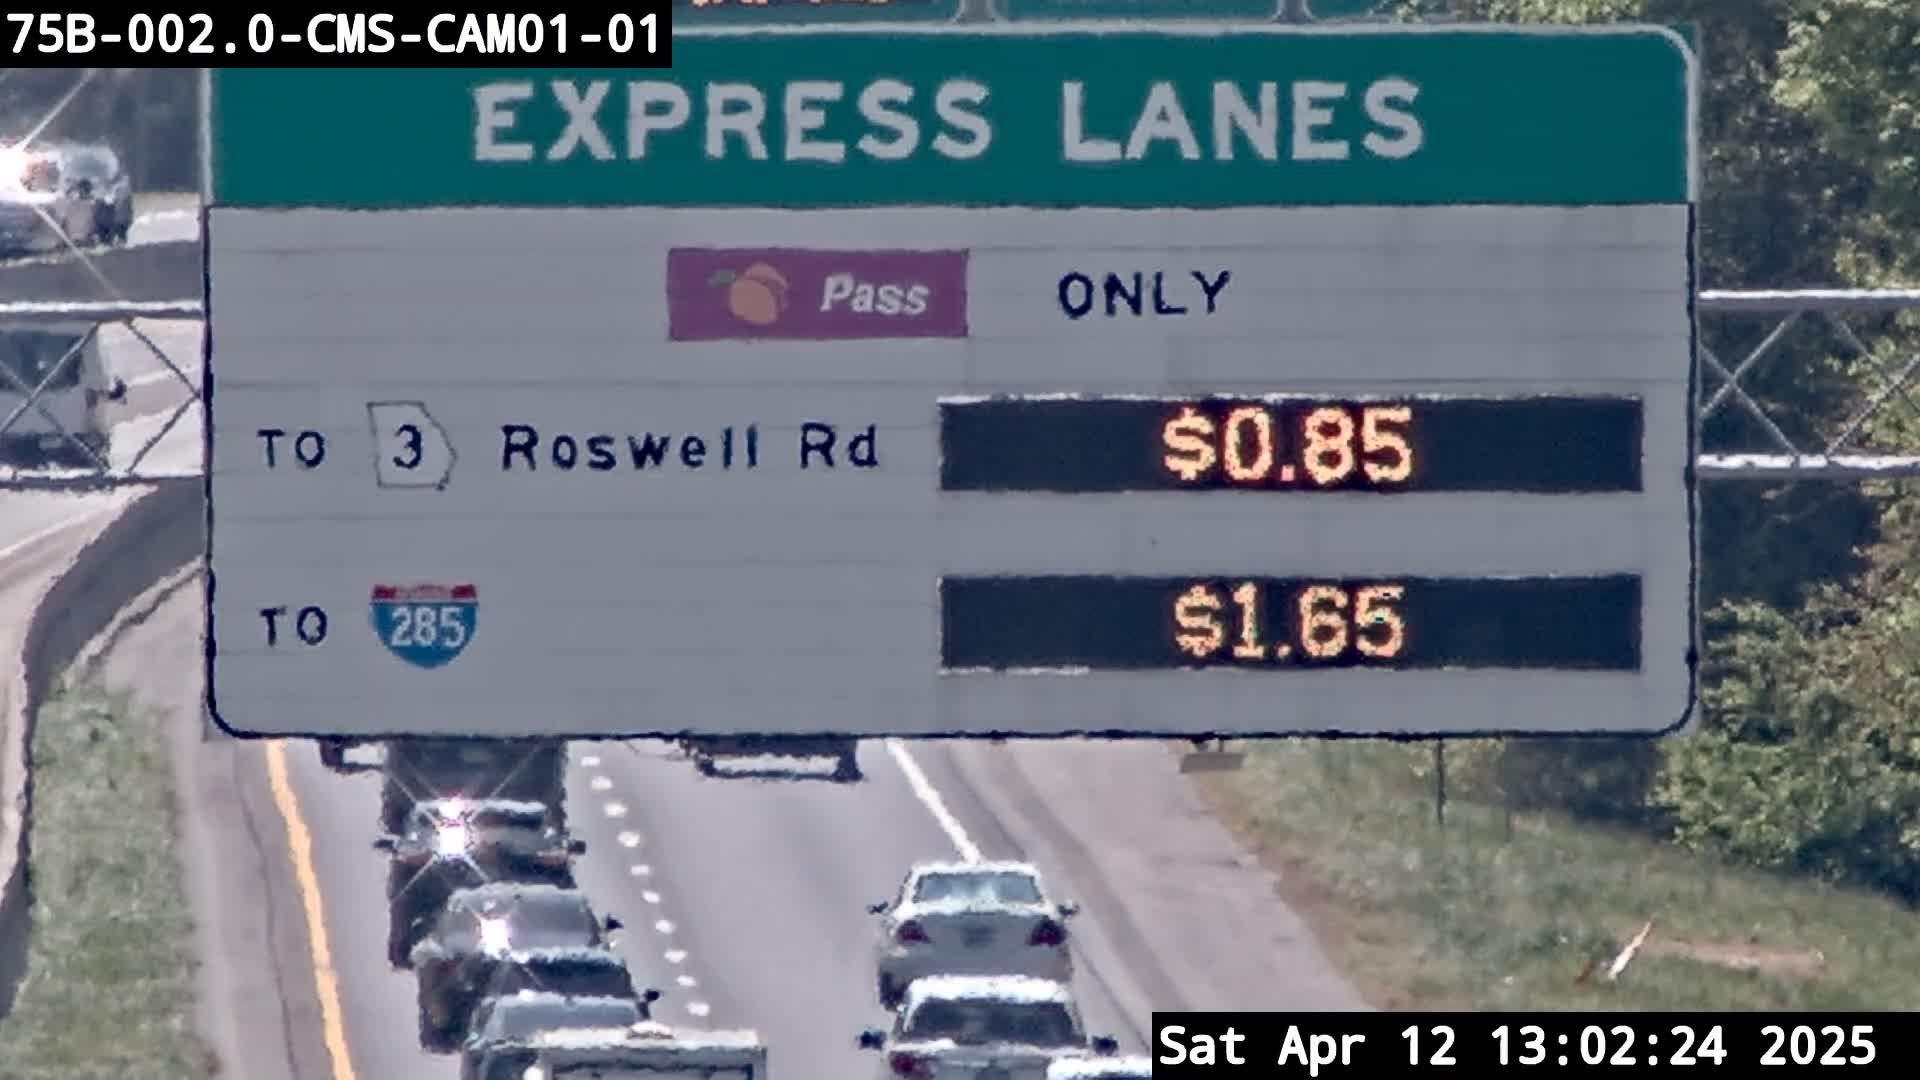 75B-002.0-CMS-CAM01-01
EXPRESS LANES
Pass ONLY
TO 3 Roswell Rd $0.85
TO 285 $1.65
Sat Apr 12 13:02:24 2025